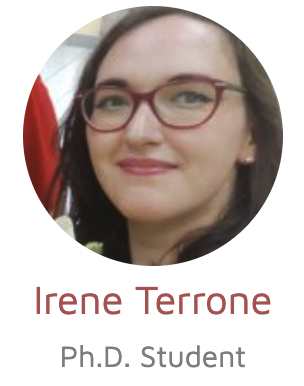 Irene Terrone
Ph.D. Student